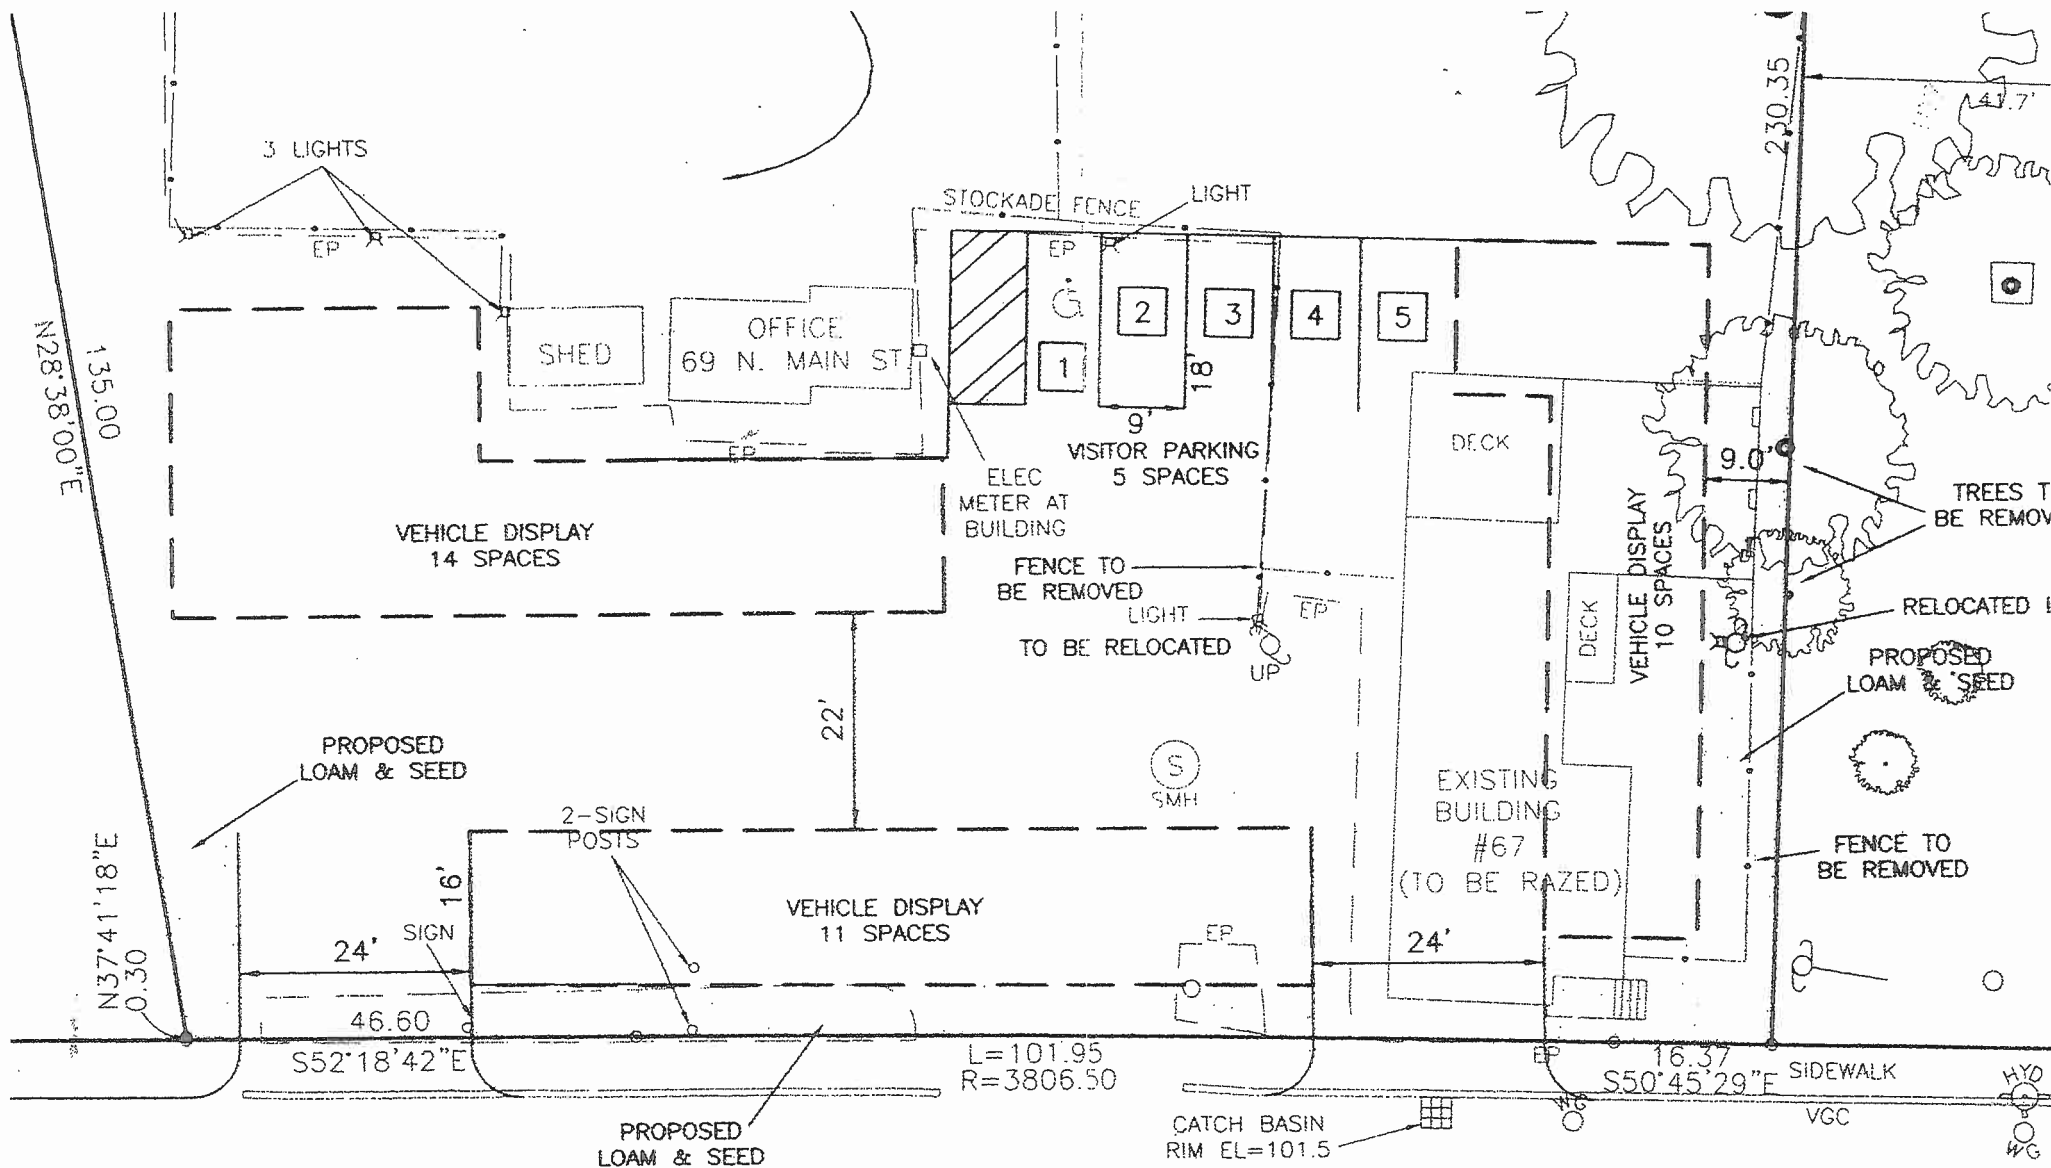 3 LIGHTS
EP
N28°38'00"E
135.00
SHED
OFFICE
69 N. MAIN ST.
STOCKADE FENCE
EP
LIGHT
1
2
3
4
5
9'
18'
VISITOR PARKING
5 SPACES
EP
ELEC
METER AT
BUILDING
VEHICLE DISPLAY
14 SPACES
FENCE TO
BE REMOVED
LIGHT
TO BE RELOCATED
UP
EP
DECK
DECK
VEHICLE DISPLAY
10 SPACES
9.0'
230.35
41.7'
TREES T
BE REMOV
RELOCATED
PROPOSED
LOAM & SEED
FENCE TO
BE REMOVED
22'
PROPOSED
LOAM & SEED
2-SIGN
POSTS
S
SMH
EXISTING
BUILDING
#67
(TO BE RAZED)
N37°41'18"E
0.30
16'
SIGN
24'
VEHICLE DISPLAY
11 SPACES
EP
24'
46.60
S52°18'42"E
L=101.95
R=3806.50
EP
16.37
S50°45'29"E
SIDEWALK
VGC
HYD
WG
WG
PROPOSED
LOAM & SEED
CATCH BASIN
RIM EL=101.5